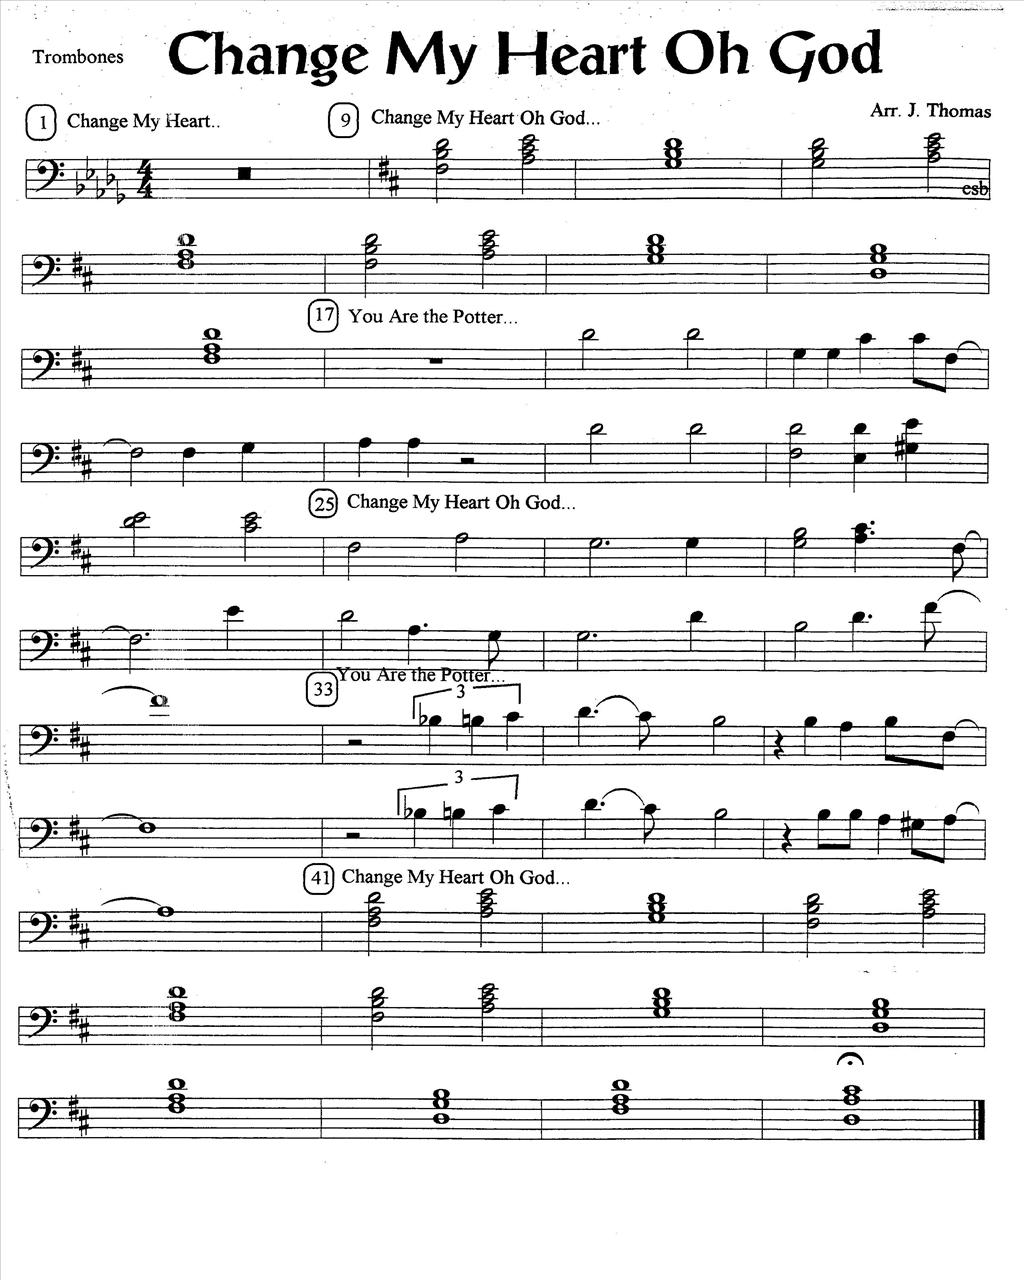 Trombones
Change My Heart Oh God
Arr. J. Thomas
1 Change My Heart..
9 Change My Heart Oh God...
4
4
esb
17 You Are the Potter...
25 Change My Heart Oh God...
33 You Are the Potter...
3
3
41 Change My Heart Oh God...